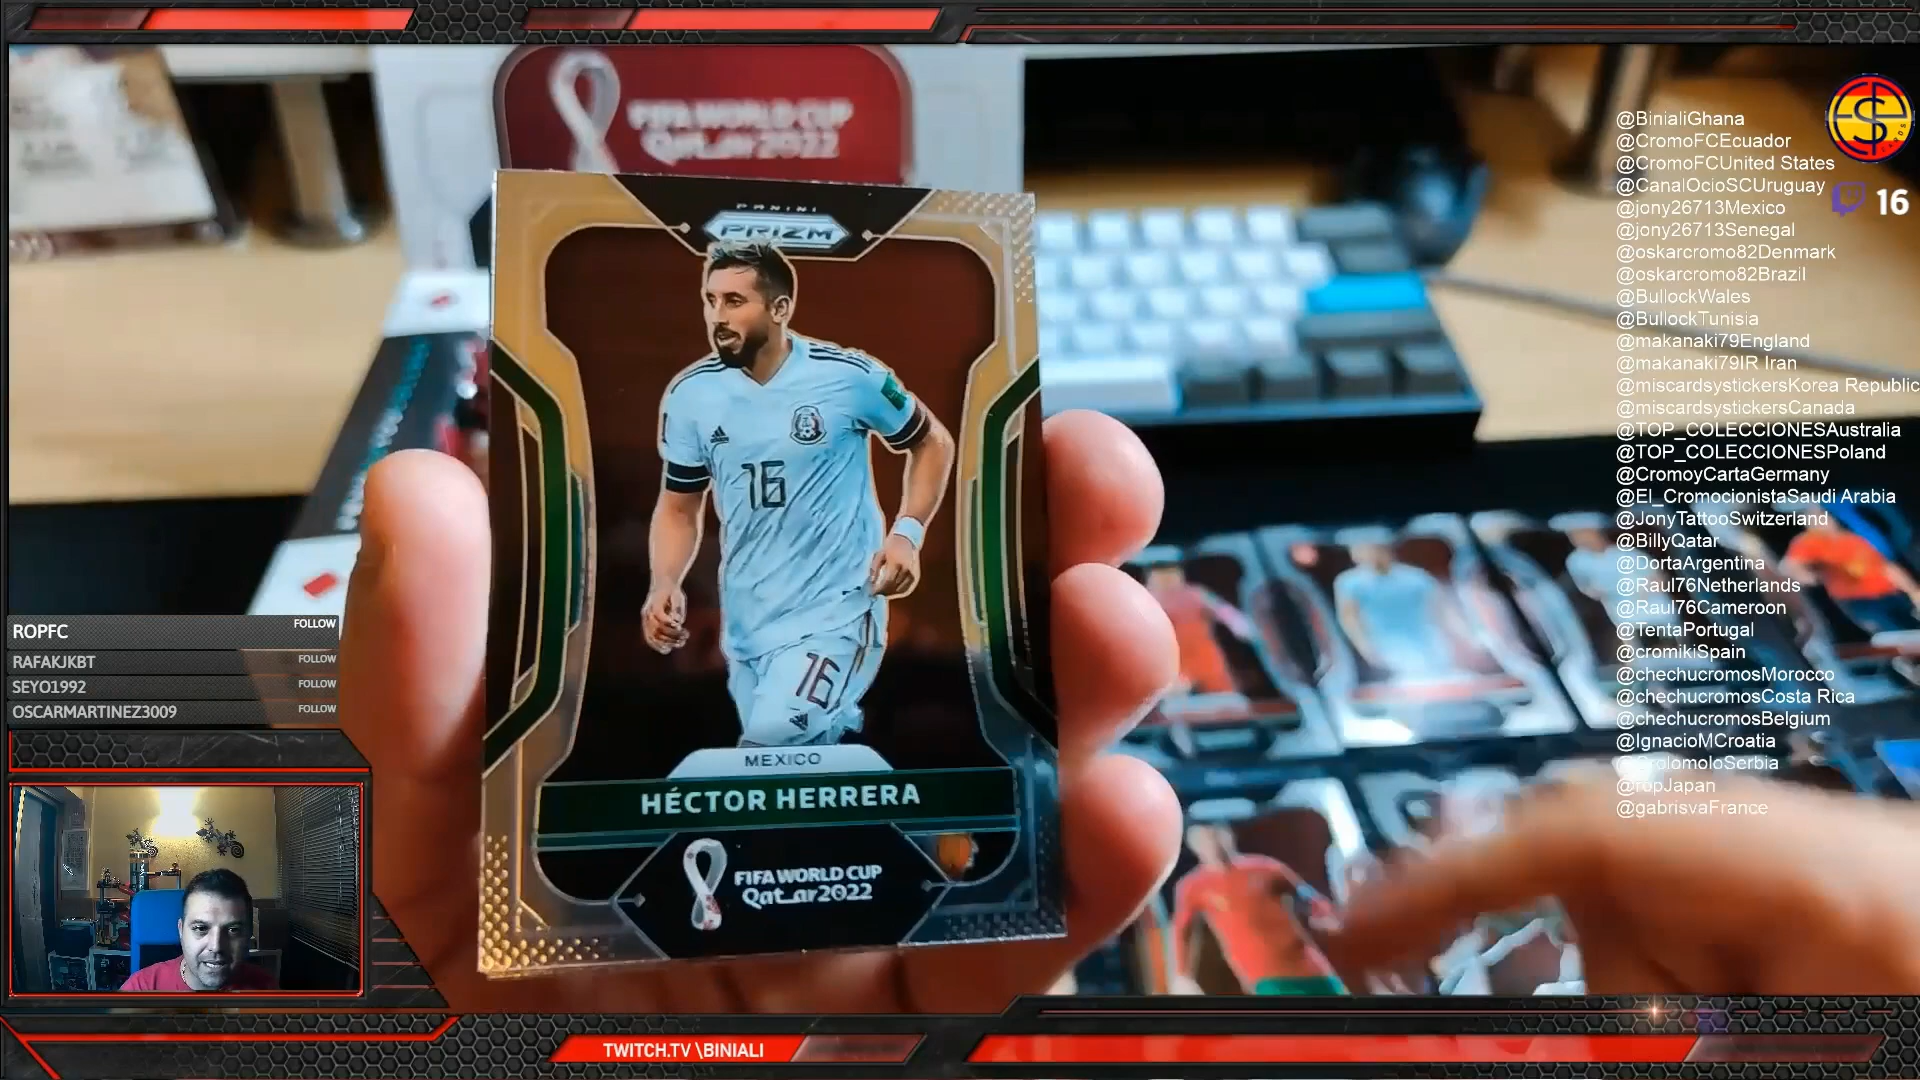 FIFA WORLD CUP
Qatar2022
PANINI
PRIZM
16
16
MEXICO
HÉCTOR HERRERA
FIFA WORLD CUP
Qatar2022
@BinialiGhana
@CromoFCEcuador
@CromoFCUnited States
@CanalOcioSCUruguay
16
@jony26713Mexico
@jony26713Senegal
@oskarcromo82Denmark
@oskarcromo82Brazil
@BullockWales
@BullockTunisia
@makanaki79England
@makanaki79IR Iran
@miscardsystickersKorea Republic
@miscardsystickersCanada
@TOP_COLECCIONESAustralia
@TOP_COLECCIONESPoland
@CromoyCartaGermany
@El_CromocionistaSaudi Arabia
@JonyTattooSwitzerland
@BillyQatar
@DortaArgentina
@Raul76Netherlands
@Raul76Cameroon
@TentaPortugal
@cromikiSpain
@chechucromosMorocco
@chechucromosCosta Rica
@chechucromosBelgium
@IgnacioMCroatia
@CrolomoloSerbia
@ropJapan
@gabrisvaFrance
ROPFC FOLLOW
RAFAKJKBT FOLLOW
SEYO1992 FOLLOW
OSCARMARTINEZ3009 FOLLOW
TWITCH.TV \BINIALI